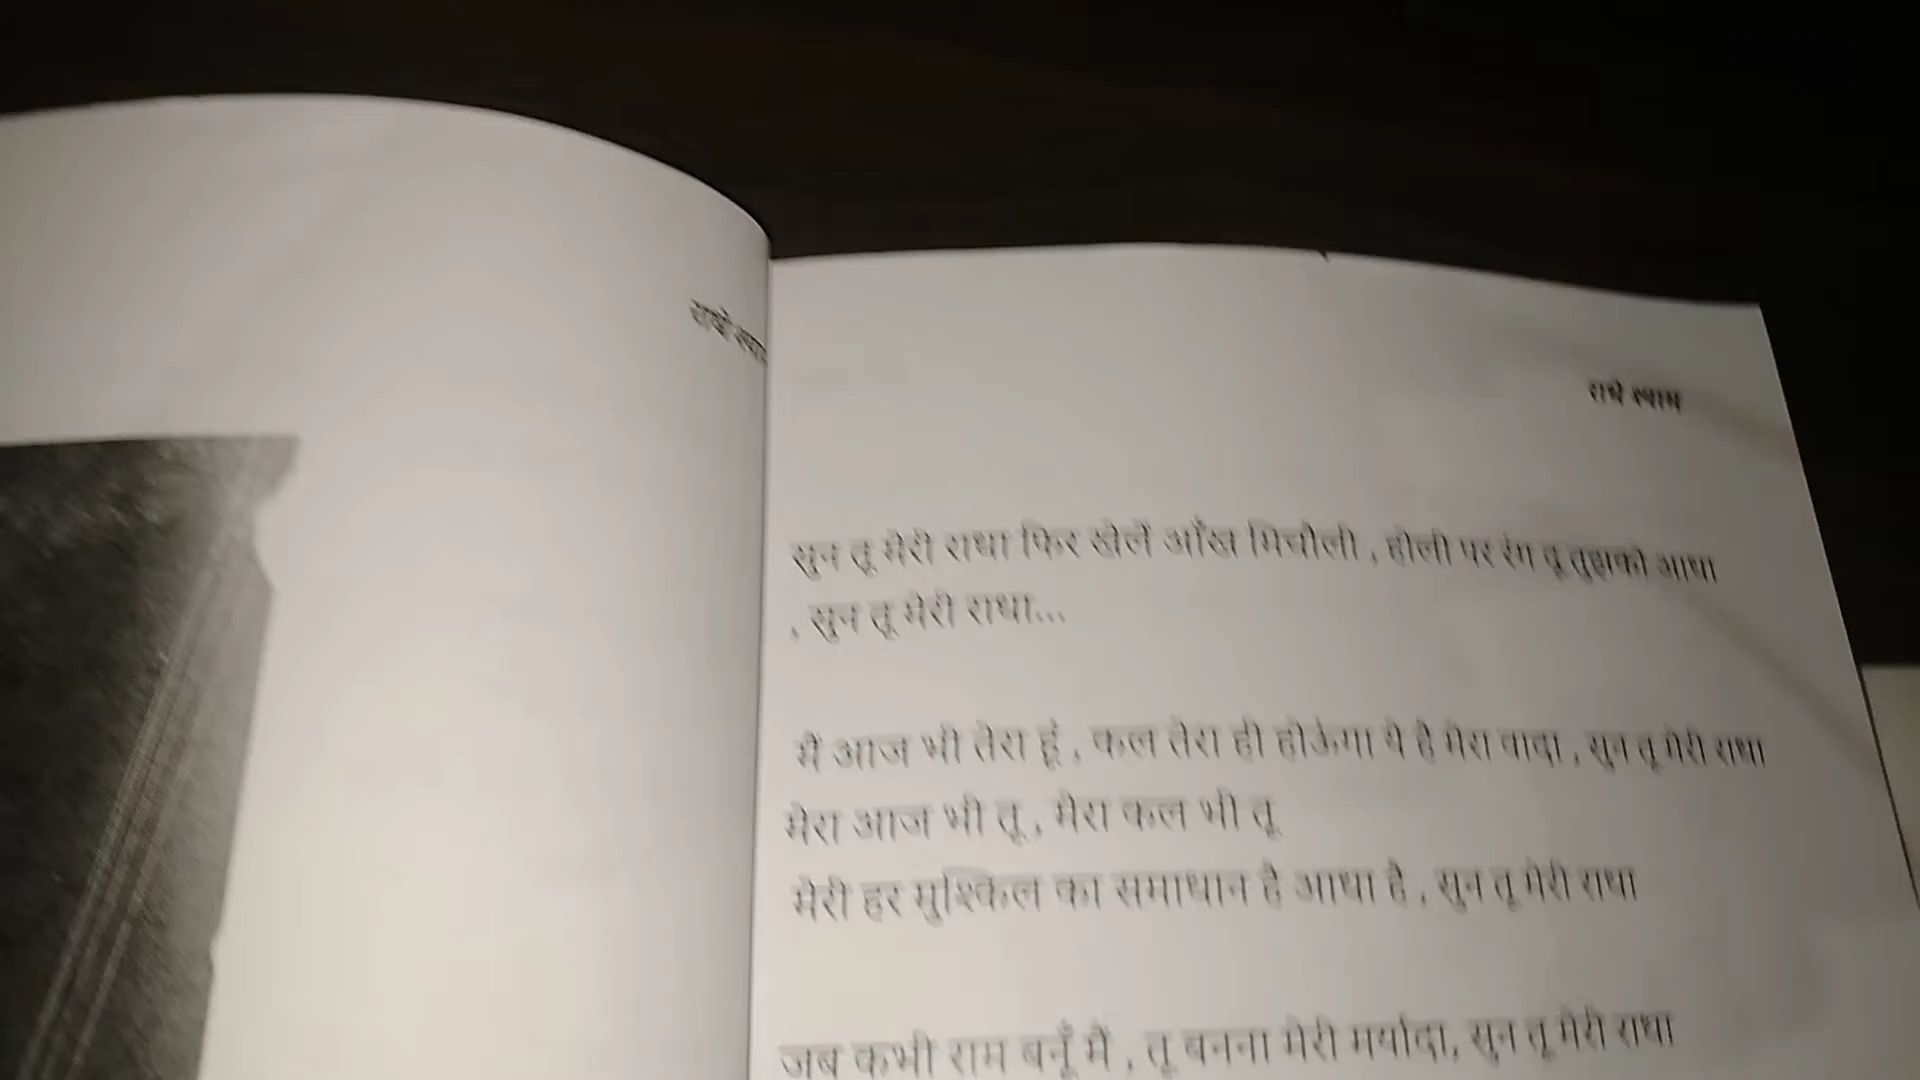 राधे श्याम
सुन तू मेरी राधा फिर खेलें आँख मिचौली , होली पर रंग दू तुझको आधा
, सुन तू मेरी राधा...
मैं आज भी तेरा हूं , कल तेरा ही होऊंगा ये है मेरा वादा , सुन तू मेरी राधा
मेरा आज भी तू , मेरा कल भी तू
मेरी हर मुश्किल का समाधान है आधा है , सुन तू मेरी राधा
जब कभी राम बनूँ मैं , तू बनना मेरी मर्यादा, सुन तू मेरी राधा